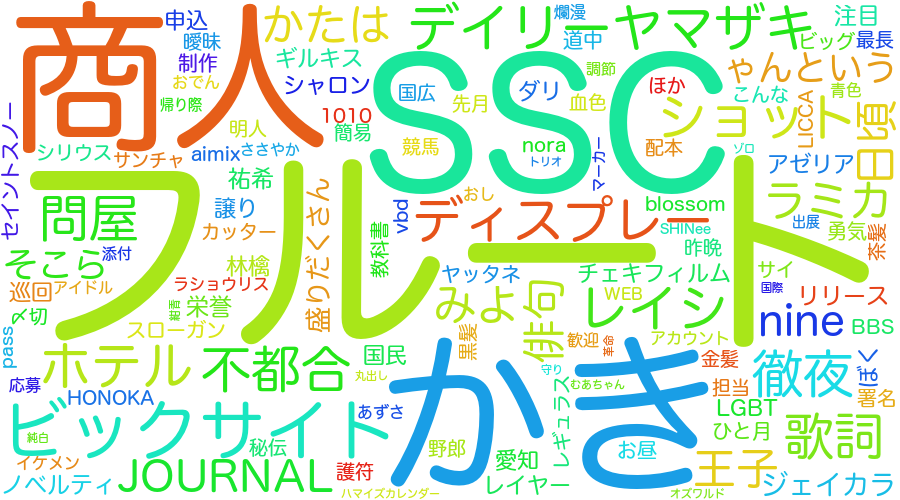 商人
申込
曖昧
制作
おでん
帰り際
かたは
ギルキス
シャロン
1010
簡易
明人
デイリーヤマザキ
爛漫
道中
注目
ビッグ
最長
調節
ほか
こんな
青色
ゃんという
SSC
国広
先月
ダリ
血色
競馬
nora
トリオ
マーカー
ショット
配本
ゾロ
LICCA
日頃
セイントスノー
シリウス
サンチャ
aimix
ささやか
アゼリア
ラミカ
フルート
問屋
祐希
譲り
カッター
vbd
おし
ディスプレー
blossom
SHINee
昨晩
出展
勇気
茶髪
そこら
添付
林檎
ラショウリス
盛りだくさん
教科書
ヤッタネ
チェキフィルム
サイ
国際
巡回
アイドル
栄誉
紺碧
みよ句
俳
レイシ
WEB
リリース
〆切
スローガン
nine
BBS
pass
ホテル
不都合
国民
黒髪
歓迎
革命
アカウント
金髪
徹夜
ぼく
応募
丸出し
かき
守り
むあちゃん
担当
署名
HONOKA
あずさ
レギュラス
LGBT
ひと月
歌詞
ビックサイト
純白
秘伝
野郎
お昼
イケメン
ノベルティ
JOURNAL
護符
愛知
レイヤー
王子
ジェイカラ
ハマイズカレンダー
オズワルド